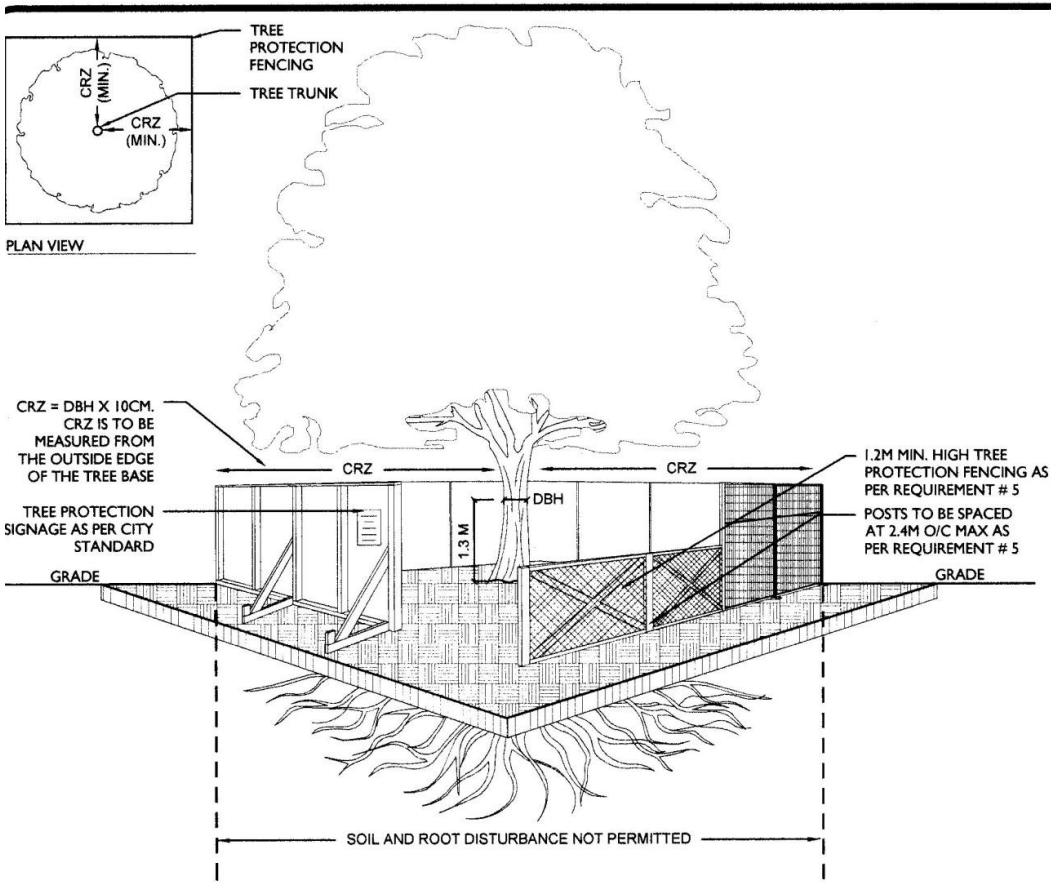 TREE
PROTECTION
FENCING
TREE TRUNK
CRZ
(MIN.)
CRZ
(MIN.)
PLAN VIEW
CRZ = DBH X 10CM.
CRZ IS TO BE
MEASURED FROM
THE OUTSIDE EDGE
OF THE TREE BASE
CRZ
CRZ
1.2M MIN. HIGH TREE
PROTECTION FENCING AS
PER REQUIREMENT # 5
DBH
TREE PROTECTION
SIGNAGE AS PER CITY
STANDARD
1.3 M
POSTS TO BE SPACED
AT 2.4M O/C MAX AS
PER REQUIREMENT # 5
GRADE
GRADE
SOIL AND ROOT DISTURBANCE NOT PERMITTED